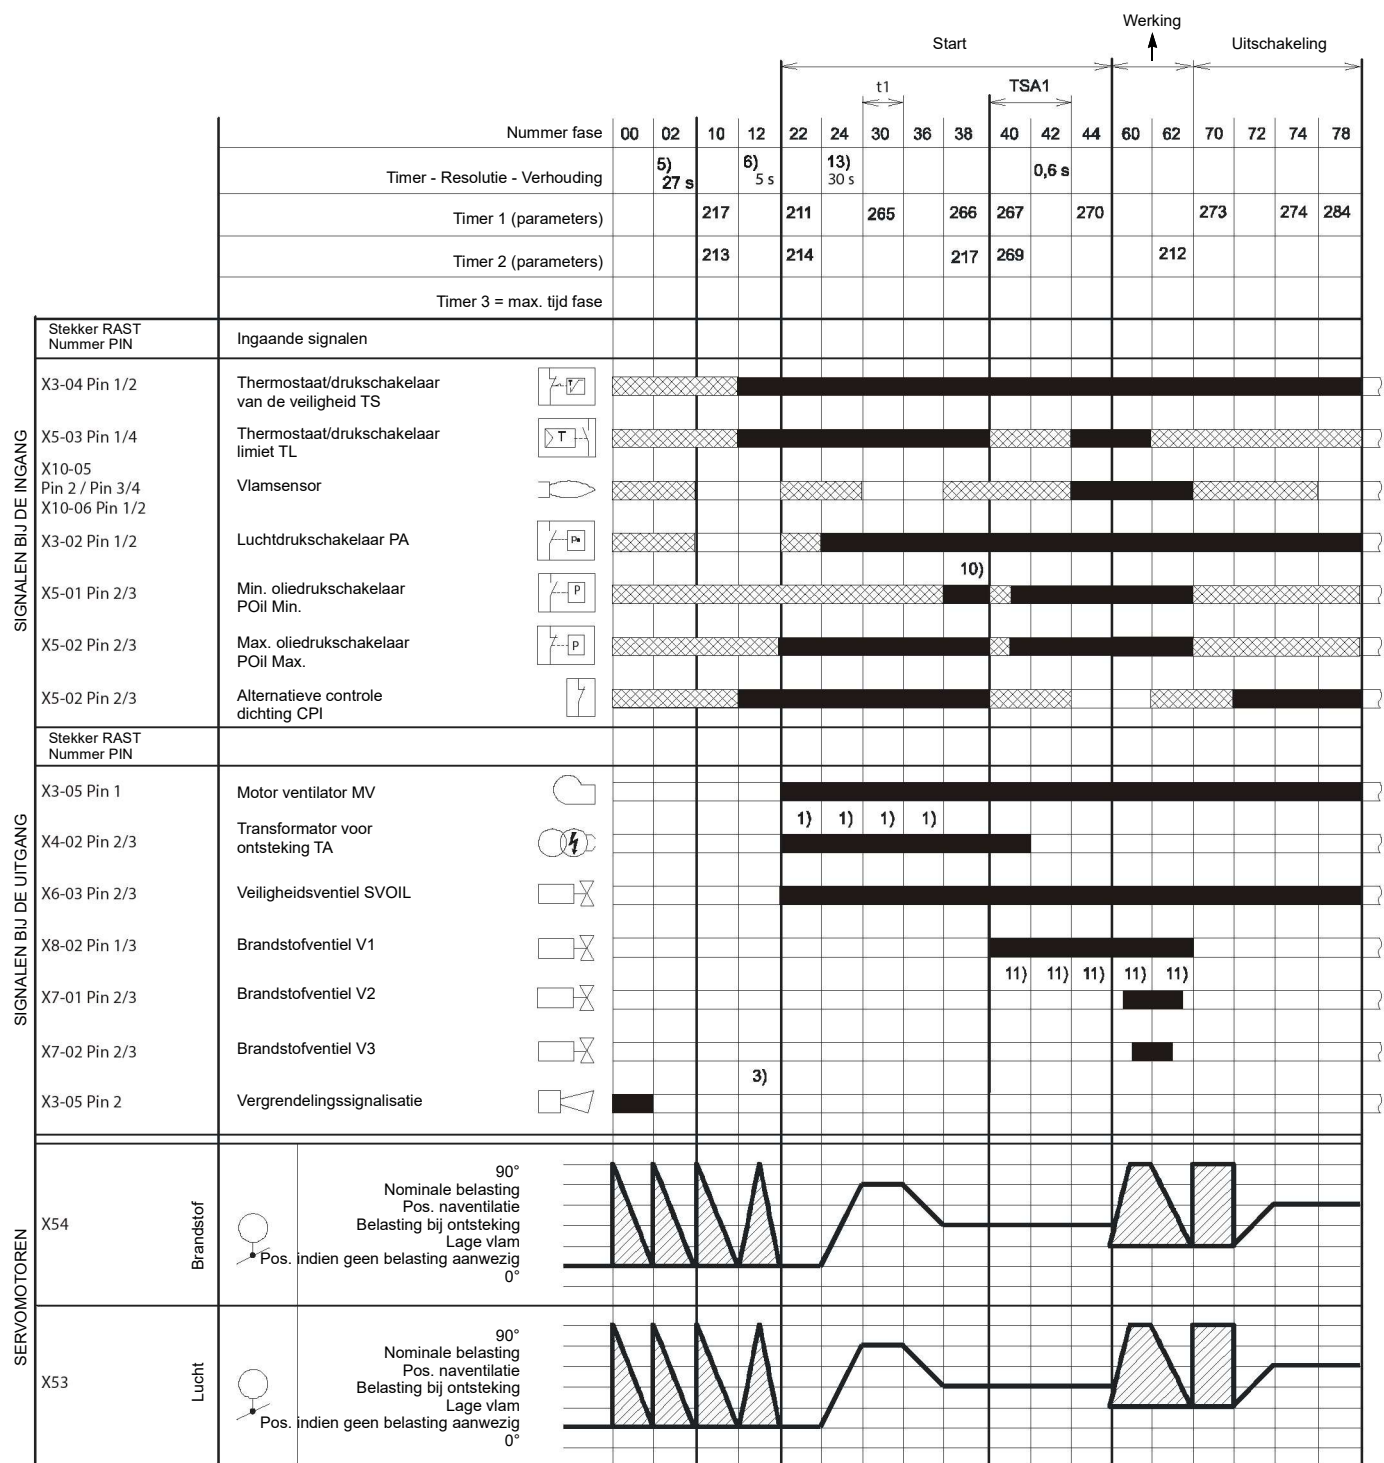 Werking
Start
Uitschakeling
t1
TSA1
Nummer fase 00 02 10 12 22 24 30 36 38 40 42 44 60 62 70 72 74 78
Timer - Resolutie - Verhouding 5) 27 s 6) 5 s 13) 30 s 0,6 s
Timer 1 (parameters) 217 211 265 266 267 270 273 274 284
Timer 2 (parameters) 213 214 217 269 212
Timer 3 = max. tijd fase
SIGNALEN BIJ DE INGANG
Stekker RAST
Nummer PIN
Ingaande signalen
X3-04 Pin 1/2
Thermostaat/drukschakelaar
van de veiligheid TS
X5-03 Pin 1/4
Thermostaat/drukschakelaar
limiet TL
T
X10-05
Pin 2 / Pin 3/4
X10-06 Pin 1/2
Vlamsensor
X3-02 Pin 1/2
Luchtdrukschakelaar PA
10)
X5-01 Pin 2/3
Min. oliedrukschakelaar
POil Min.
P
X5-02 Pin 2/3
Max. oliedrukschakelaar
POil Max.
P
X5-02 Pin 2/3
Alternatieve controle
dichting CPI
SIGNALEN BIJ DE UITGANG
Stekker RAST
Nummer PIN
X3-05 Pin 1
Motor ventilator MV
1) 1) 1) 1)
X4-02 Pin 2/3
Transformator voor
ontsteking TA
X6-03 Pin 2/3
Veiligheidsventiel SVOIL
X8-02 Pin 1/3
Brandstofventiel V1
11) 11) 11) 11) 11)
X7-01 Pin 2/3
Brandstofventiel V2
X7-02 Pin 2/3
Brandstofventiel V3
3)
X3-05 Pin 2
Vergrendelingssignalisatie
SERVOMOTOREN
X54
Brandstof
90°
Nominale belasting
Pos. naventilatie
Belasting bij ontsteking
Lage vlam
Pos. indien geen belasting aanwezig
0°
X53
Lucht
90°
Nominale belasting
Pos. naventilatie
Belasting bij ontsteking
Lage vlam
Pos. indien geen belasting aanwezig
0°